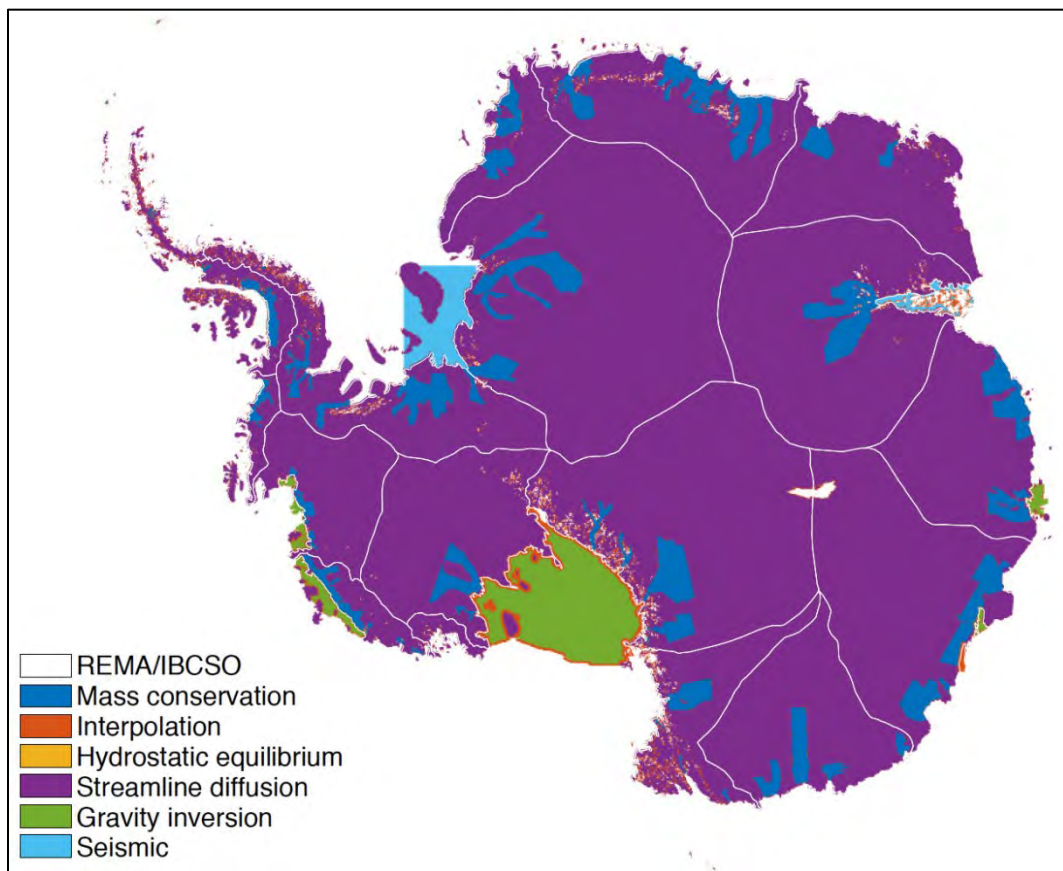 REMA/IBCSO
Mass conservation
Interpolation
Hydrostatic equilibrium
Streamline diffusion
Gravity inversion
Seismic